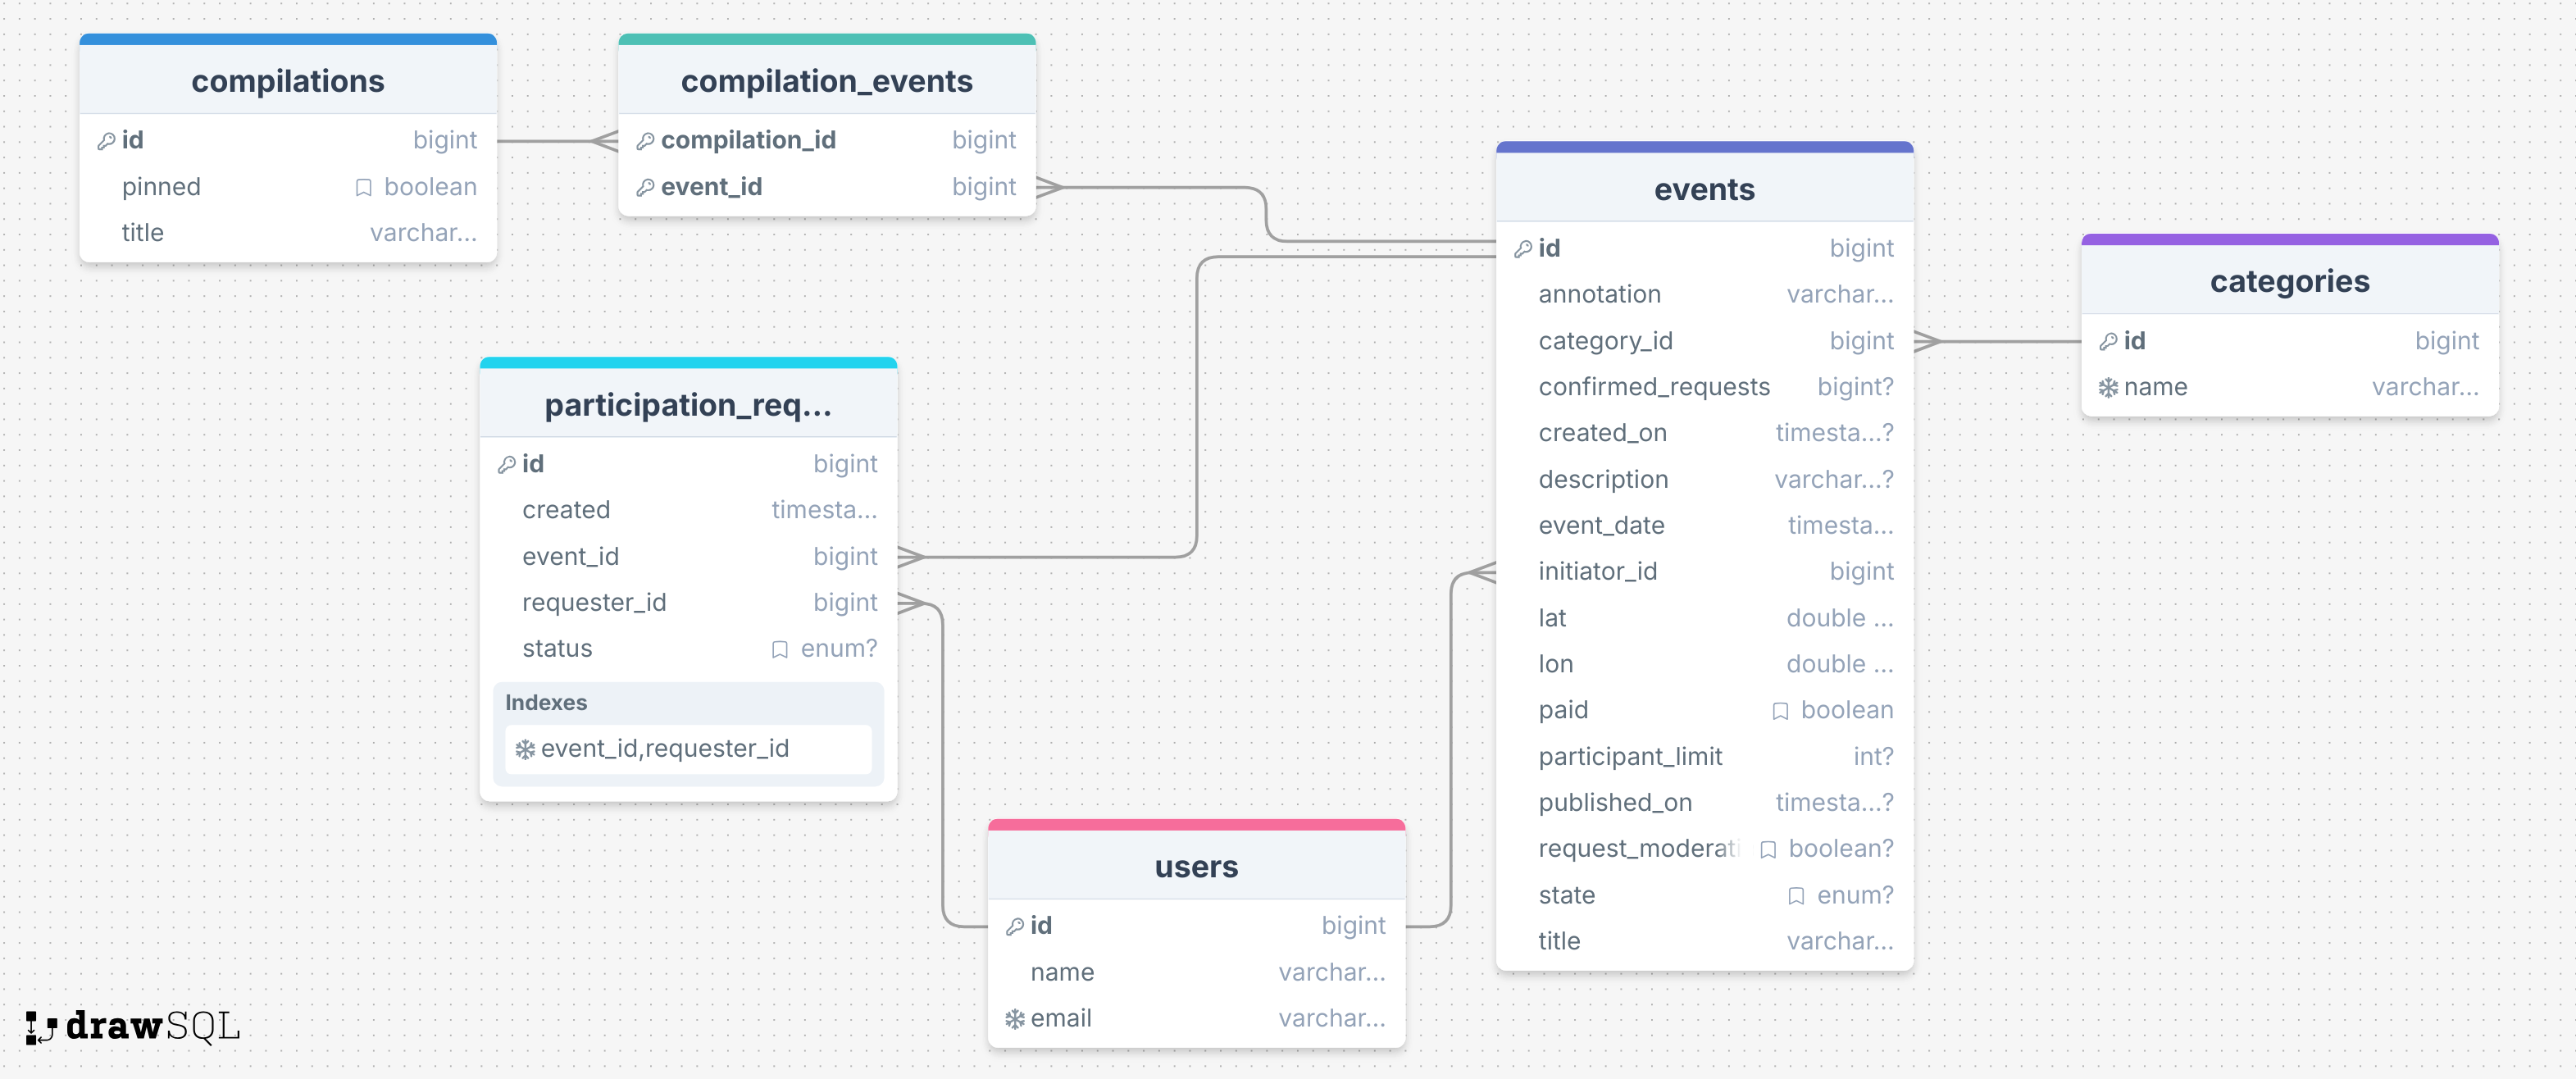 compilations
id bigint
pinned boolean
title varchar...
compilation_events
compilation_id bigint
event_id bigint
participation_req...
id bigint
created timesta...
event_id bigint
requester_id bigint
status enum?
Indexes
event_id,requester_id
users
id bigint
name varchar...
email varchar...
events
id bigint
annotation varchar...
category_id bigint
confirmed_requests bigint?
created_on timesta...?
description varchar...?
event_date timesta...
initiator_id bigint
lat double ...
lon double ...
paid boolean
participant_limit int?
published_on timesta...?
request_moderati boolean?
state enum?
title varchar...
categories
id bigint
name varchar...
drawSQL